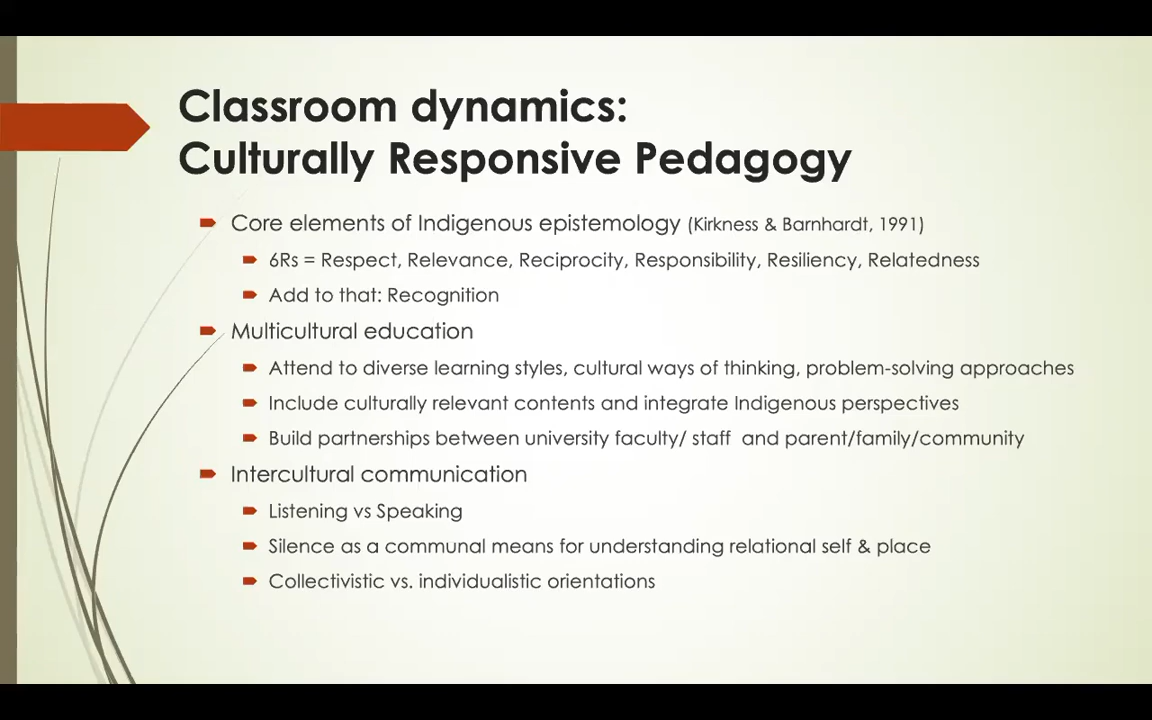 Classroom dynamics:
Culturally Responsive Pedagogy
Core elements of Indigenous epistemology (Kirkness & Barnhardt, 1991)
6Rs = Respect, Relevance, Reciprocity, Responsibility, Resiliency, Relatedness
Add to that: Recognition
Multicultural education
Attend to diverse learning styles, cultural ways of thinking, problem-solving approaches
Include culturally relevant contents and integrate Indigenous perspectives
Build partnerships between university faculty/ staff  and parent/family/community
Intercultural communication
Listening vs Speaking
Silence as a communal means for understanding relational self & place
Collectivistic vs. individualistic orientations